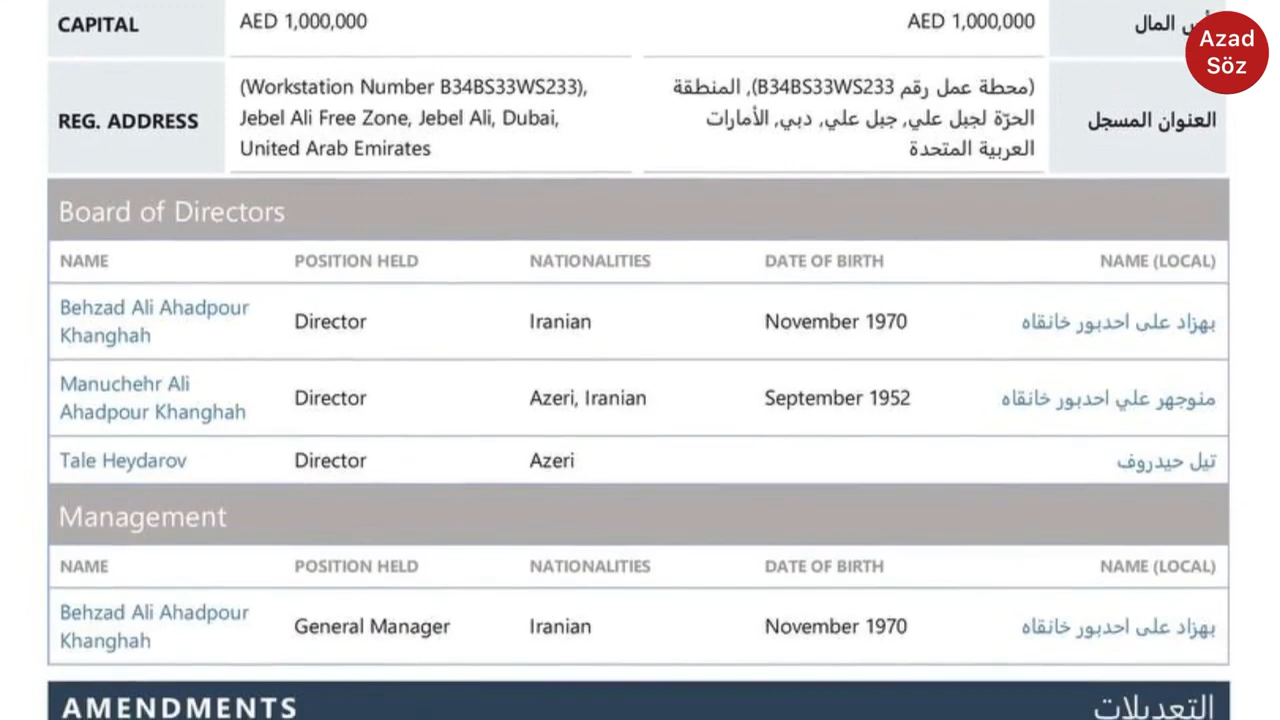 CAPITAL
AED 1,000,000
AED 1,000,000
المال
Azad
Söz
REG. ADDRESS
(Workstation Number B34BS33WS233),
Jebel Ali Free Zone, Jebel Ali, Dubai,
United Arab Emirates
(محطة عمل رقم B34BS33WS233), المنطقة
الحرّة لجبل علي, جبل علي, دبي, الأمارات
العربية المتحدة
العنوان المسجل
Board of Directors
NAME POSITION HELD NATIONALITIES DATE OF BIRTH NAME (LOCAL)
Behzad Ali Ahadpour
Khanghah
Director Iranian November 1970 بهزاد على احدبور خانقاه
Manuchehr Ali
Ahadpour Khanghah
Director Azeri, Iranian September 1952 منوجهر علي احدبور خانقاه
Tale Heydarov Director Azeri تيل حيدروف
Management
NAME POSITION HELD NATIONALITIES DATE OF BIRTH NAME (LOCAL)
Behzad Ali Ahadpour
Khanghah
General Manager Iranian November 1970 بهزاد على احدبور خانقاه
AMENDMENTS التعديلات